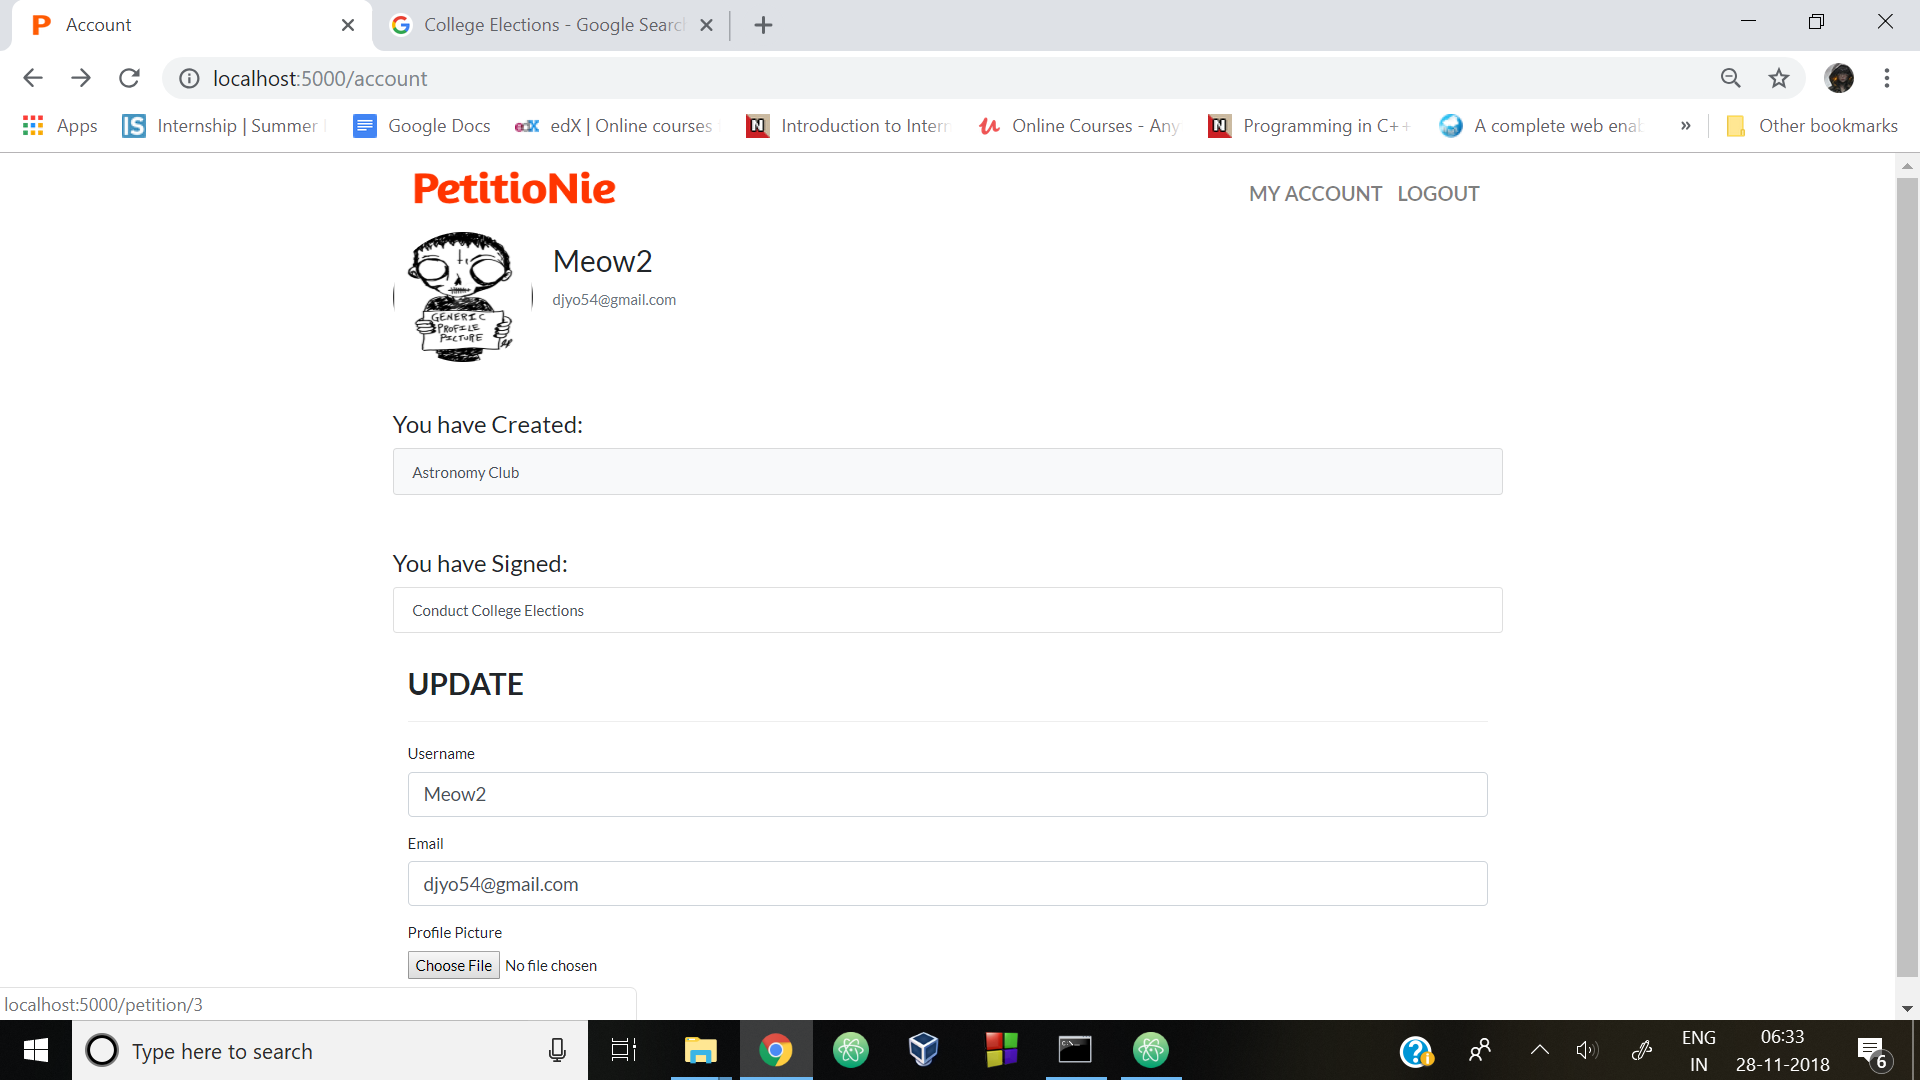 Account
College Elections - Google Searc
localhost:5000/account
Apps
Internship | Summer
Google Docs
edX
edX | Online courses
N
Introduction to Intern
Online Courses - Any
N
Programming in C++
A complete web enab
»
Other bookmarks
PetitioNie
MY ACCOUNT LOGOUT
GENERIC
PROFILE
PICTURE
Meow2
djyo54@gmail.com
You have Created:
Astronomy Club
You have Signed:
Conduct College Elections
UPDATE
Username
Meow2
Email
djyo54@gmail.com
Profile Picture
Choose File No file chosen
localhost:5000/petition/3
Type here to search
ENG
IN
06:33
28-11-2018
6